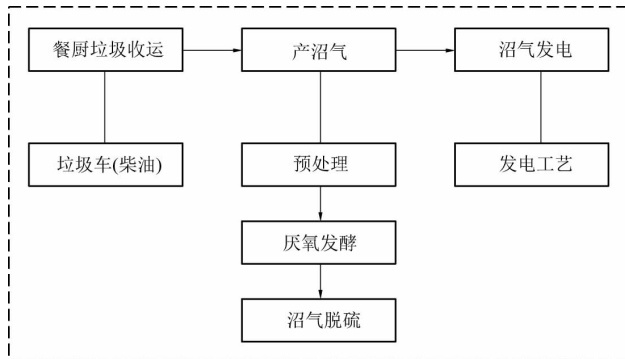 餐厨垃圾收运
产沼气
沼气发电
垃圾车(柴油)
预处理
发电工艺
厌氧发酵
沼气脱硫